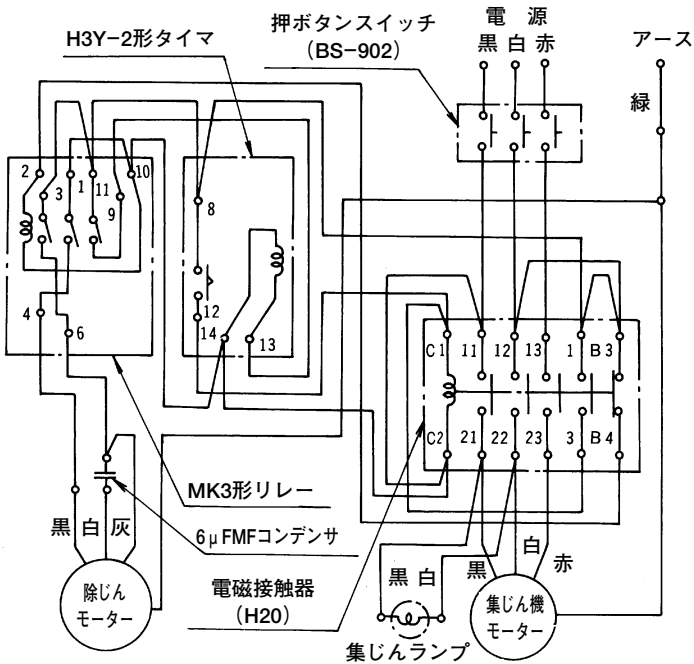 H3Y-2形タイマ
押ボタンスイッチ
(BS-902)
電 源
黒 白 赤
アース
緑
2 3 1 11 9 10
4 6
8
12
14 13
C1 11 12 13 1 B3
C2 21 22 23 3 B4
MK3形リレー
6μFMFコンデンサ
黒 白 灰
除じん
モーター
電磁接触器
(H20)
黒 白
集じんランプ
黒 白 赤
集じん機
モーター